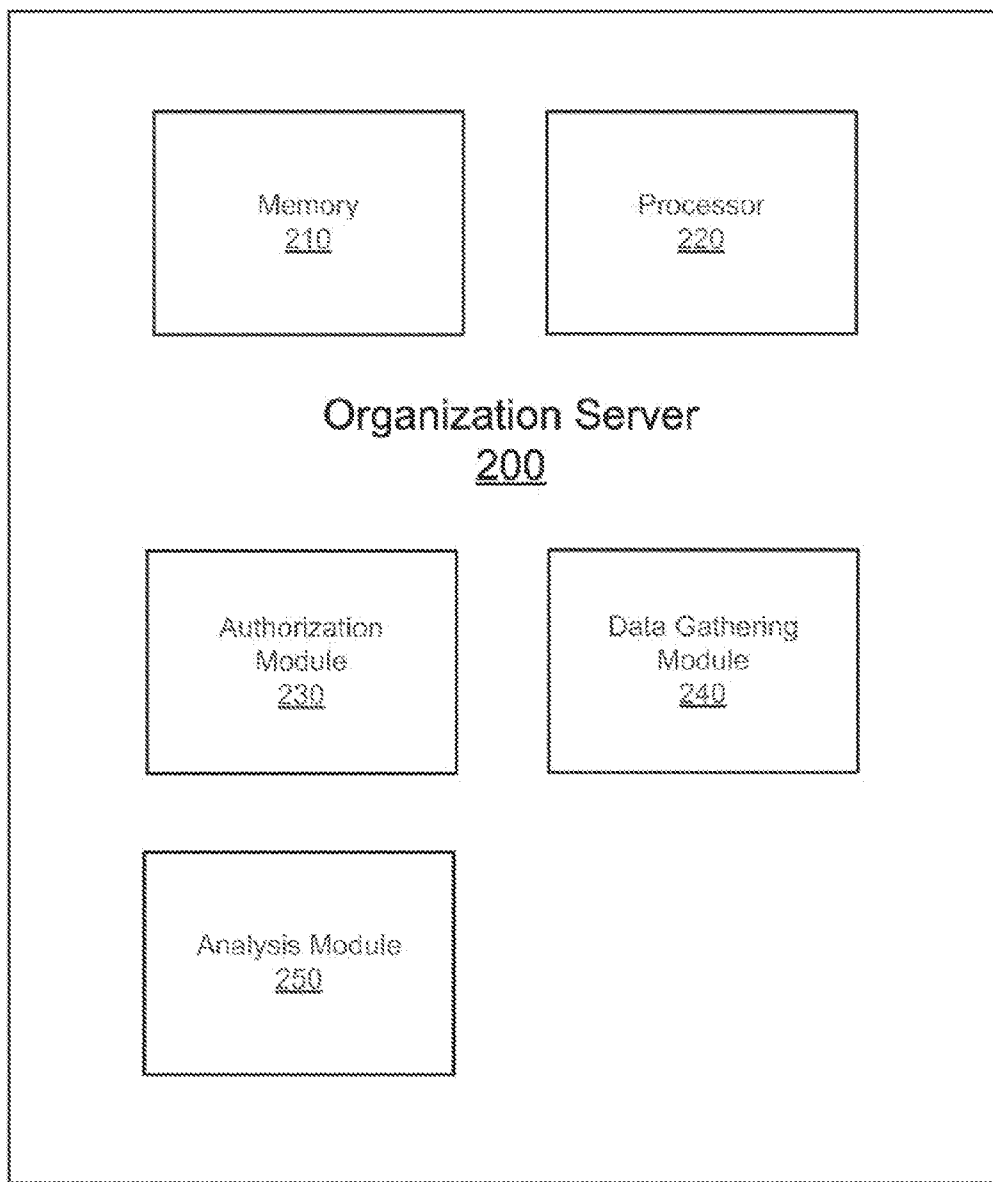 Memory
210
Processor
220
Organization Server
200
Authorization
Module
230
Data Gathering
Module
240
Analysis Module
250